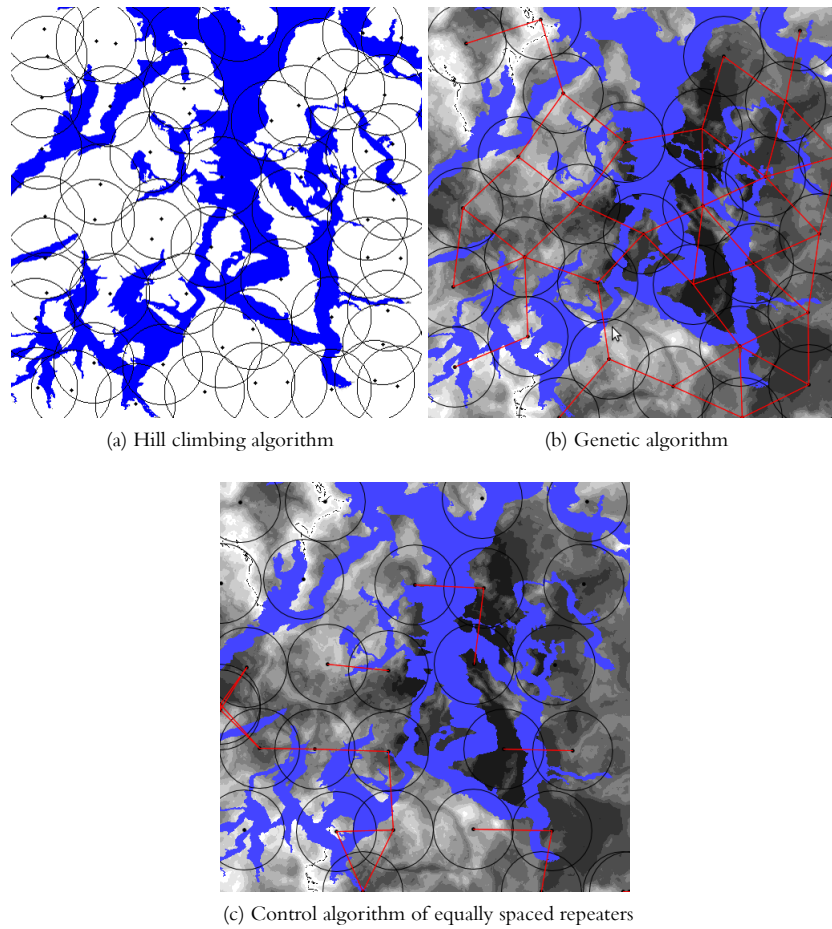 (a) Hill climbing algorithm
(b) Genetic algorithm
(c) Control algorithm of equally spaced repeaters